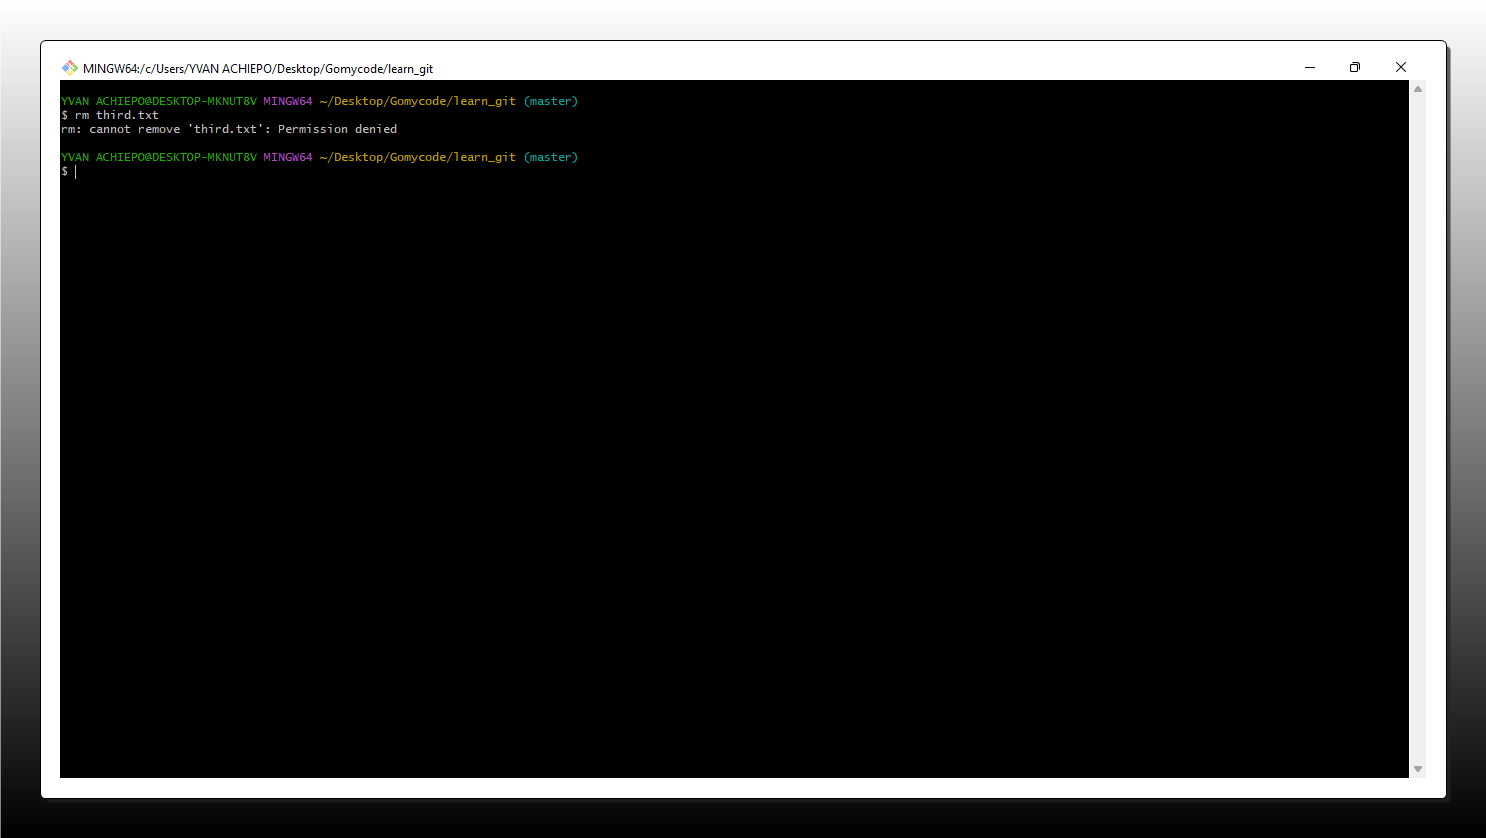 MINGW64:/c/Users/YVAN ACHIEPO/Desktop/Gomycode/learn_git
YVAN ACHIEPO@DESKTOP-MKNUT8V MINGW64 ~/Desktop/Gomycode/learn_git (master)
$ rm third.txt
rm: cannot remove 'third.txt': Permission denied
YVAN ACHIEPO@DESKTOP-MKNUT8V MINGW64 ~/Desktop/Gomycode/learn_git (master)
$